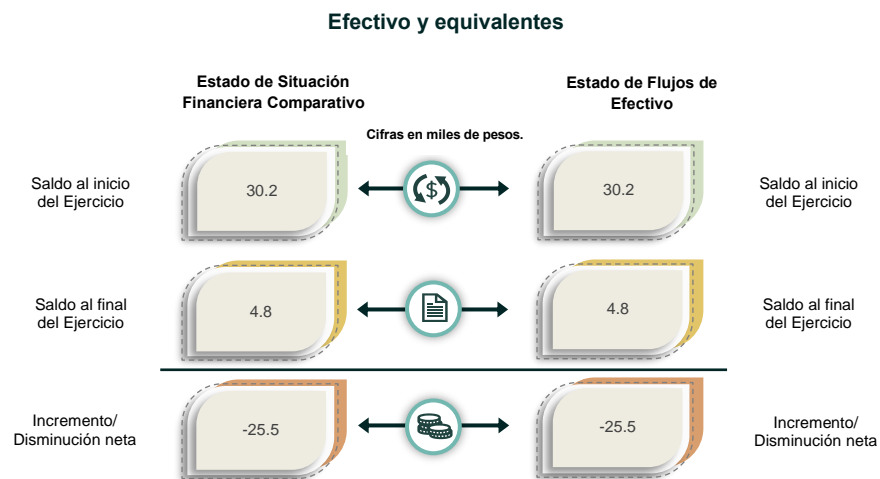 Efectivo y equivalentes
Estado de Situación
Financiera Comparativo
Estado de Flujos de
Efectivo
Cifras en miles de pesos.
Saldo al inicio
del Ejercicio
30.2
$
30.2
Saldo al inicio
del Ejercicio
Saldo al final
del Ejercicio
4.8
4.8
Saldo al final
del Ejercicio
Incremento/
Disminución neta
-25.5
-25.5
Incremento/
Disminución neta